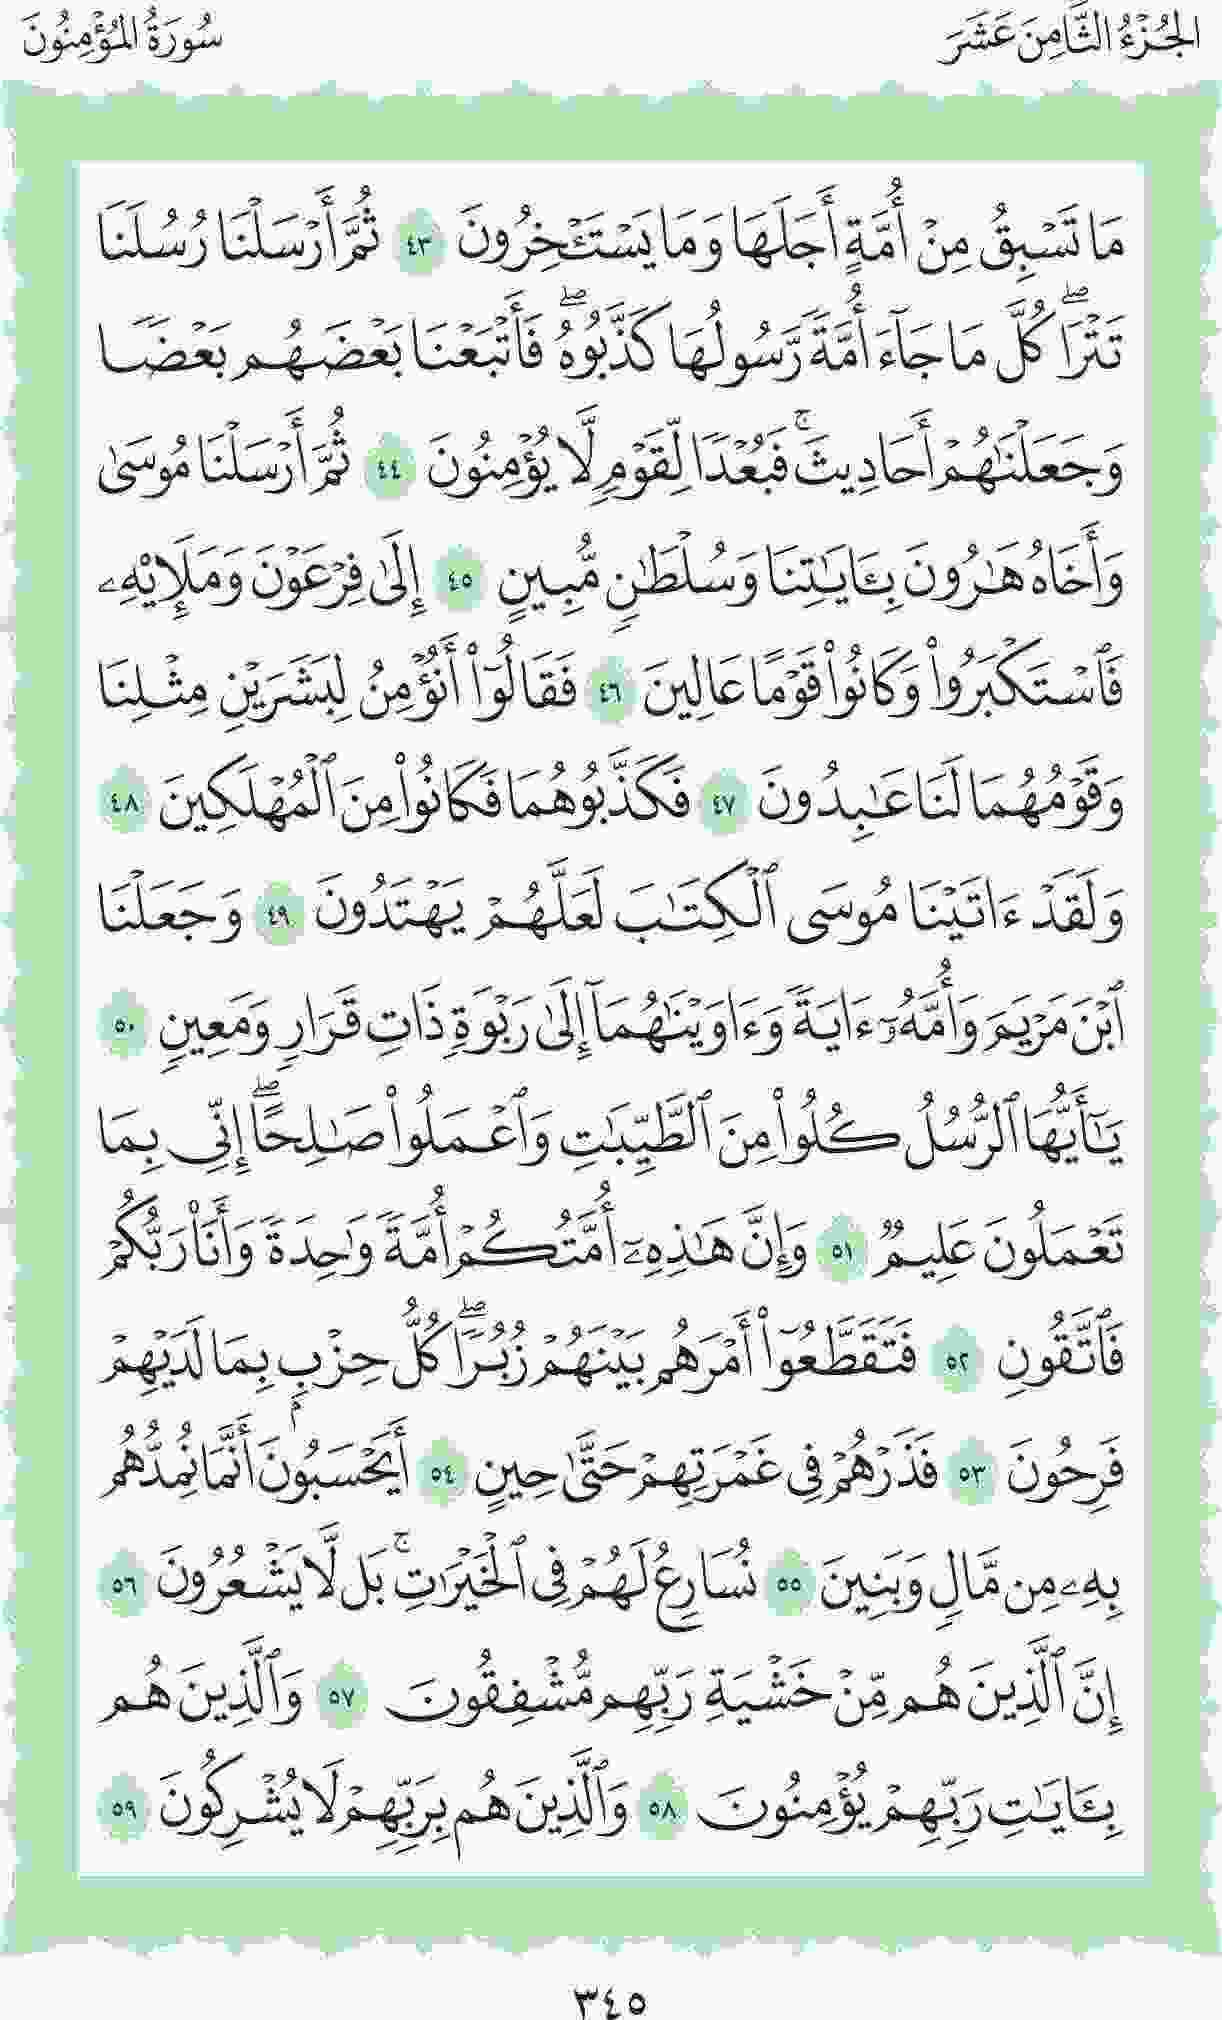 الجُزْءُ الثَّامِنَ عَشَرَ
سُورَةُ المُؤْمِنُونَ
مَا تَسْبِقُ مِنْ أُمَّةٍ أَجَلَهَا وَمَا يَسْتَـْٔخِرُونَ ٤٣ ثُمَّ أَرْسَلْنَا رُسُلَنَا
تَتْرَاۖ كُلَّ مَا جَآءَ أُمَّةً رَّسُولُهَا كَذَّبُوهُۖ فَأَتْبَعْنَا بَعْضَهُم بَعْضًا
وَجَعَلْنَٰهُمْ أَحَادِيثَۚ فَبُعْدًا لِّقَوْمٍ لَّا يُؤْمِنُونَ ٤٤ ثُمَّ أَرْسَلْنَا مُوسَىٰ
وَأَخَاهُ هَٰرُونَ بِـَٔايَٰتِنَا وَسُلْطَٰنٍ مُّبِينٍ ٤٥ إِلَىٰ فِرْعَوْنَ وَمَلَإِيْهِۦ
فَٱسْتَكْبَرُوا۟ وَكَانُوا۟ قَوْمًا عَالِينَ ٤٦ فَقَالُوٓا۟ أَنُؤْمِنُ لِبَشَرَيْنِ مِثْلِنَا
وَقَوْمُهُمَا لَنَا عَٰبِدُونَ ٤٧ فَكَذَّبُوهُمَا فَكَانُوا۟ مِنَ ٱلْمُهْلَكِينَ ٤٨
وَلَقَدْ ءَاتَيْنَا مُوسَى ٱلْكِتَٰبَ لَعَلَّهُمْ يَهْتَدُونَ ٤٩ وَجَعَلْنَا
ٱبْنَ مَرْيَمَ وَأُمَّهُۥٓ ءَايَةً وَءَاوَيْنَٰهُمَآ إِلَىٰ رَبْوَةٍ ذَاتِ قَرَارٍ وَمَعِينٍ ٥٠
يَٰٓأَيُّهَا ٱلرُّسُلُ كُلُوا۟ مِنَ ٱلطَّيِّبَٰتِ وَٱعْمَلُوا۟ صَٰلِحًاۖ إِنِّى بِمَا
تَعْمَلُونَ عَلِيمٌ ٥١ وَإِنَّ هَٰذِهِۦٓ أُمَّتُكُمْ أُمَّةً وَٰحِدَةً وَأَنَا۠ رَبُّكُمْ
فَٱتَّقُونِ ٥٢ فَتَقَطَّعُوٓا۟ أَمْرَهُم بَيْنَهُمْ زُبُرًاۖ كُلُّ حِزْبٍۭ بِمَا لَدَيْهِمْ
فَرِحُونَ ٥٣ فَذَرْهُمْ فِى غَمْرَتِهِمْ حَتَّىٰ حِينٍ ٥٤ أَيَحْسَبُونَ أَنَّمَا نُمِدُّهُم
بِهِۦ مِن مَّالٍ وَبَنِينَ ٥٥ نُسَارِعُ لَهُمْ فِى ٱلْخَيْرَٰتِۚ بَل لَّا يَشْعُرُونَ ٥٦
إِنَّ ٱلَّذِينَ هُم مِّنْ خَشْيَةِ رَبِّهِم مُّشْفِقُونَ ٥٧ وَٱلَّذِينَ هُم
بِـَٔايَٰتِ رَبِّهِمْ يُؤْمِنُونَ ٥٨ وَٱلَّذِينَ هُم بِرَبِّهِمْ لَا يُشْرِكُونَ ٥٩
٣٤٥